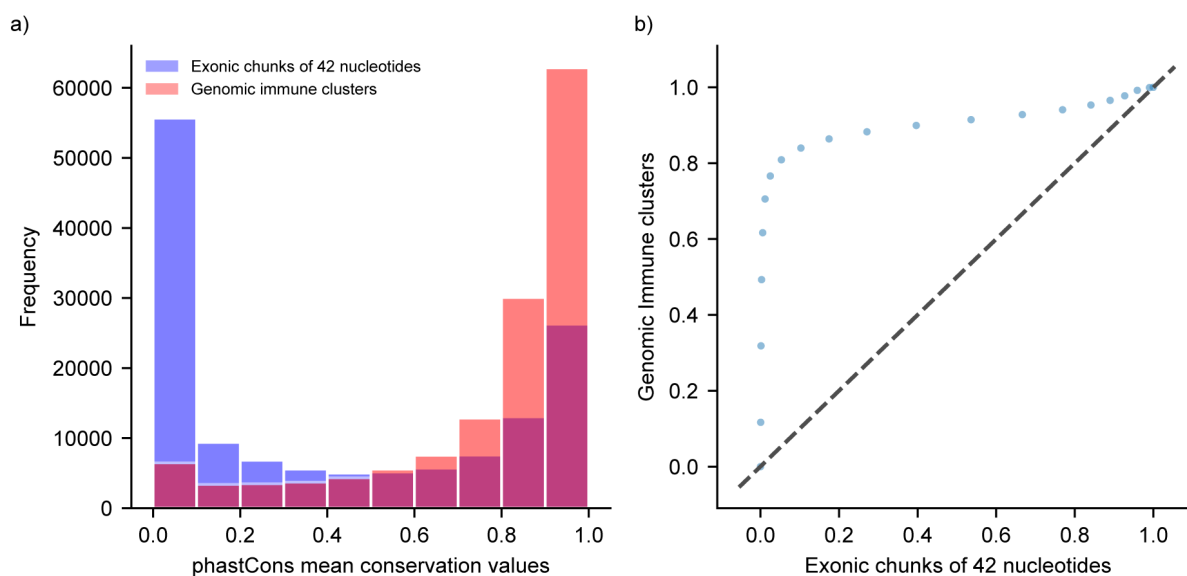 a)
Exonic chunks of 42 nucleotides
Genomic immune clusters
Frequency
60000
50000
40000
30000
20000
10000
0
0.0 0.2 0.4 0.6 0.8 1.0
phastCons mean conservation values
b)
Genomic Immune clusters
1.0
0.8
0.6
0.4
0.2
0.0
0.0 0.2 0.4 0.6 0.8 1.0
Exonic chunks of 42 nucleotides